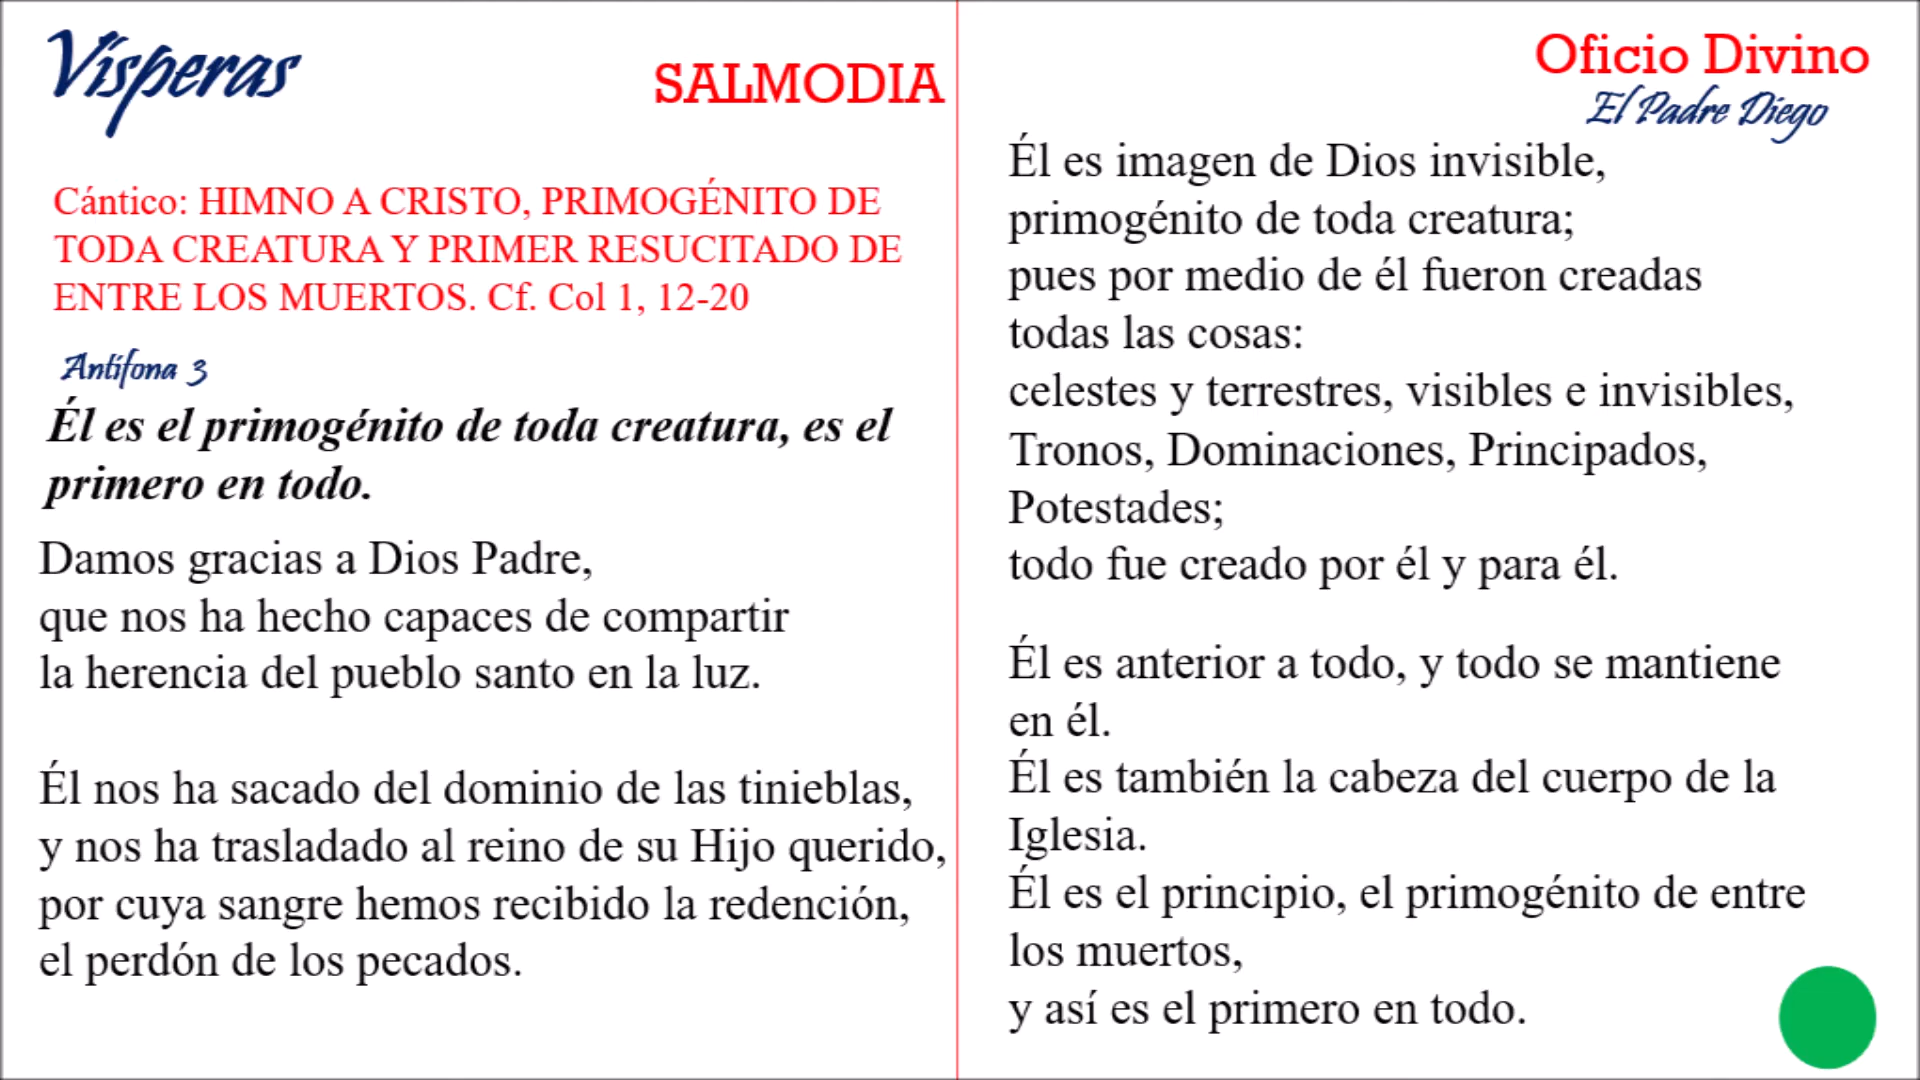 Vísperas
SALMODIA
Cántico: HIMNO A CRISTO, PRIMOGÉNITO DE
TODA CREATURA Y PRIMER RESUCITADO DE
ENTRE LOS MUERTOS. Cf. Col 1, 12-20
Antífona 3
Él es el primogénito de toda creatura, es el
primero en todo.
Damos gracias a Dios Padre,
que nos ha hecho capaces de compartir
la herencia del pueblo santo en la luz.
Él nos ha sacado del dominio de las tinieblas,
y nos ha trasladado al reino de su Hijo querido,
por cuya sangre hemos recibido la redención,
el perdón de los pecados.
Oficio Divino
El Padre Diego
Él es imagen de Dios invisible,
primogénito de toda creatura;
pues por medio de él fueron creadas
todas las cosas:
celestes y terrestres, visibles e invisibles,
Tronos, Dominaciones, Principados,
Potestades;
todo fue creado por él y para él.
Él es anterior a todo, y todo se mantiene
en él.
Él es también la cabeza del cuerpo de la
Iglesia.
Él es el principio, el primogénito de entre
los muertos,
y así es el primero en todo.